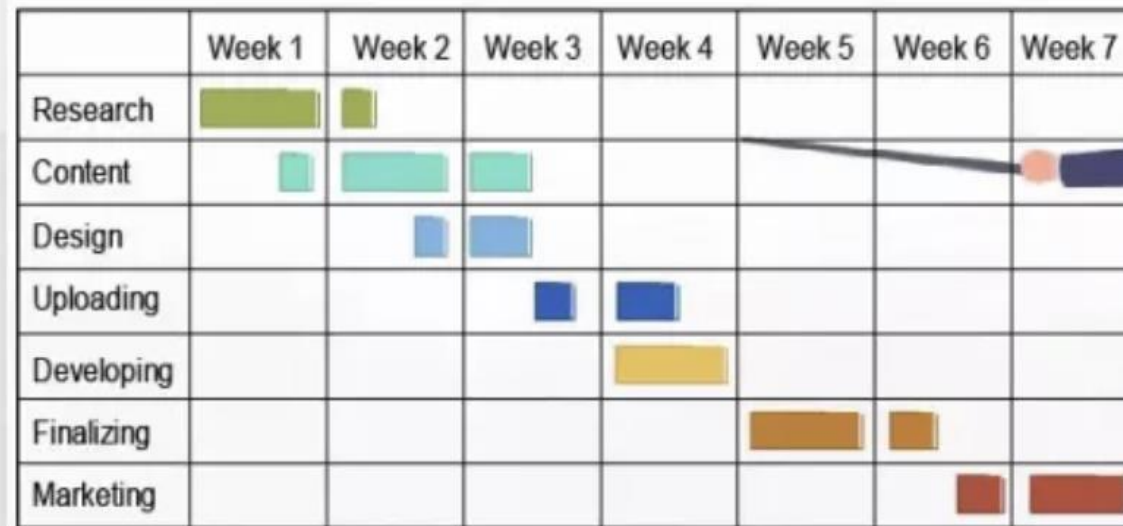 Week 1 Week 2 Week 3 Week 4 Week 5 Week 6 Week 7
Research
Content
Design
Uploading
Developing
Finalizing
Marketing